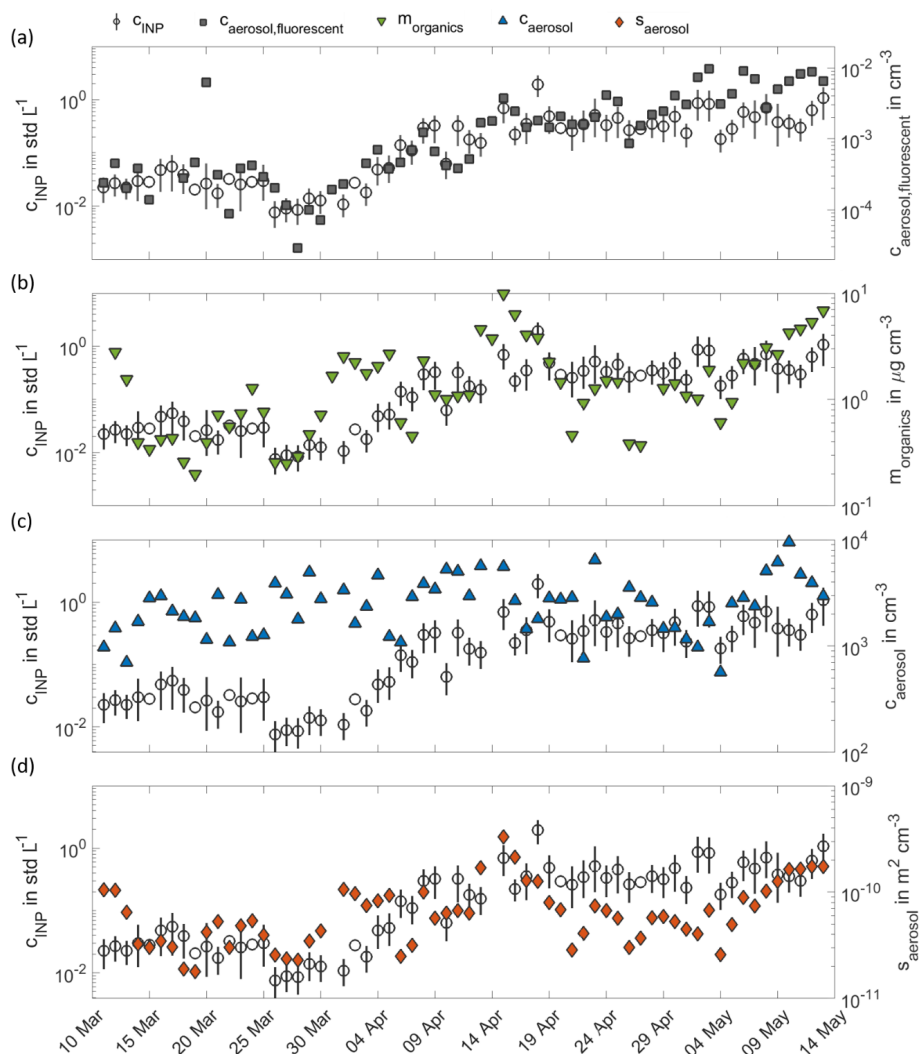 c_INP c_aerosol,fluorescent m_organics c_aerosol s_aerosol
(a)
10^0
10^-2
c_INP in std L^-1
10^-2
10^-3
10^-4
c_aerosol,fluorescent in cm^-3
(b)
10^0
10^-2
c_INP in std L^-1
10^1
10^0
10^-1
m_organics in μg cm^-3
(c)
10^0
10^-2
c_INP in std L^-1
10^4
10^3
10^2
c_aerosol in cm^-3
(d)
10^0
10^-2
c_INP in std L^-1
10^-9
10^-10
10^-11
s_aerosol in m^2 cm^-3
10 Mar 15 Mar 20 Mar 25 Mar 30 Mar 04 Apr 09 Apr 14 Apr 19 Apr 24 Apr 29 Apr 04 May 09 May 14 May